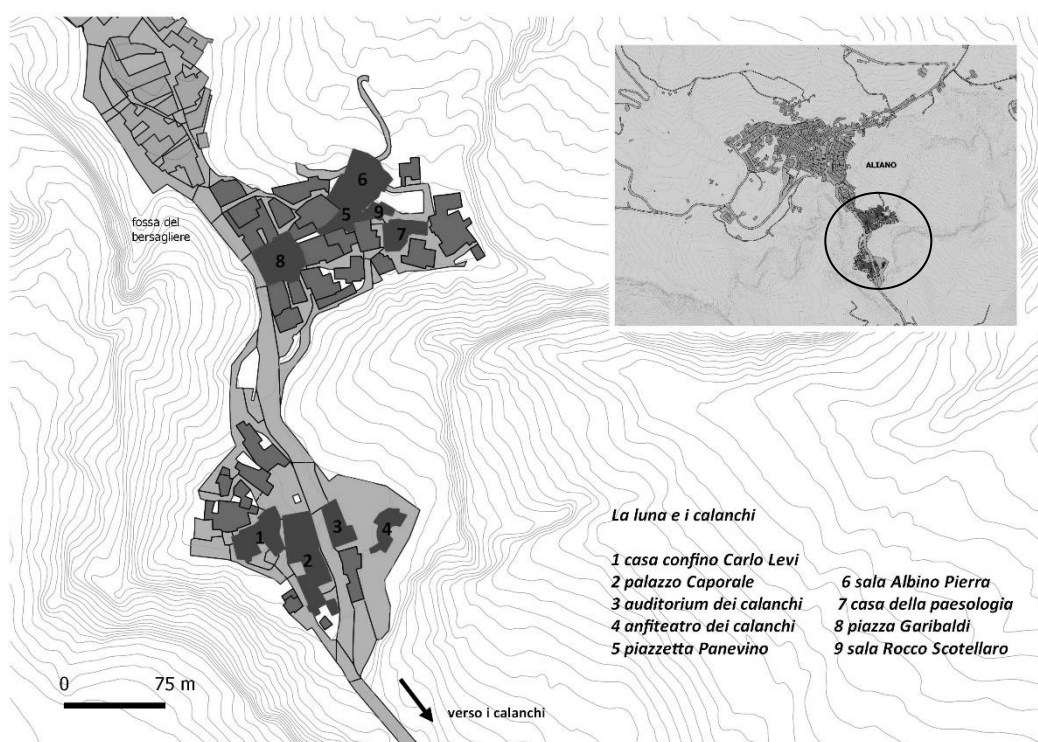 ALIANO
6
9
5
7
fossa del
bersagliere
8
La luna e i calanchi
3
4
1
2
1 casa confino Carlo Levi
2 palazzo Caporale
3 auditorium dei calanchi
4 anfiteatro dei calanchi
5 piazzetta Panevino
6 sala Albino Pierra
7 casa della paesologia
8 piazza Garibaldi
9 sala Rocco Scotellaro
0 75 m
verso i calanchi